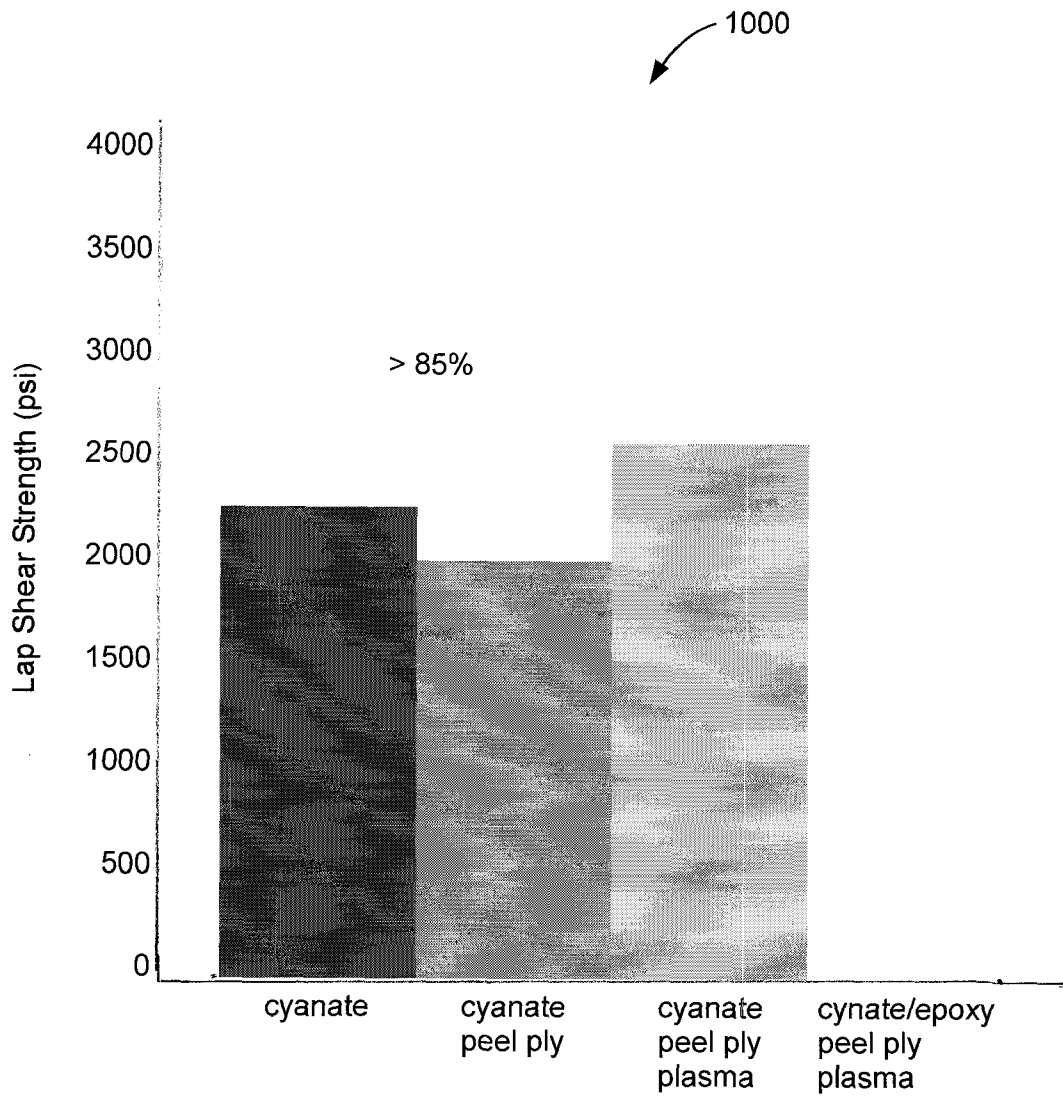 1000
4000
3500
3000
2500
2000
1500
1000
500
0
Lap Shear Strength (psi)
> 85%
cyanate
cyanate
peel ply
cyanate
peel ply
plasma
cynate/epoxy
peel ply
plasma